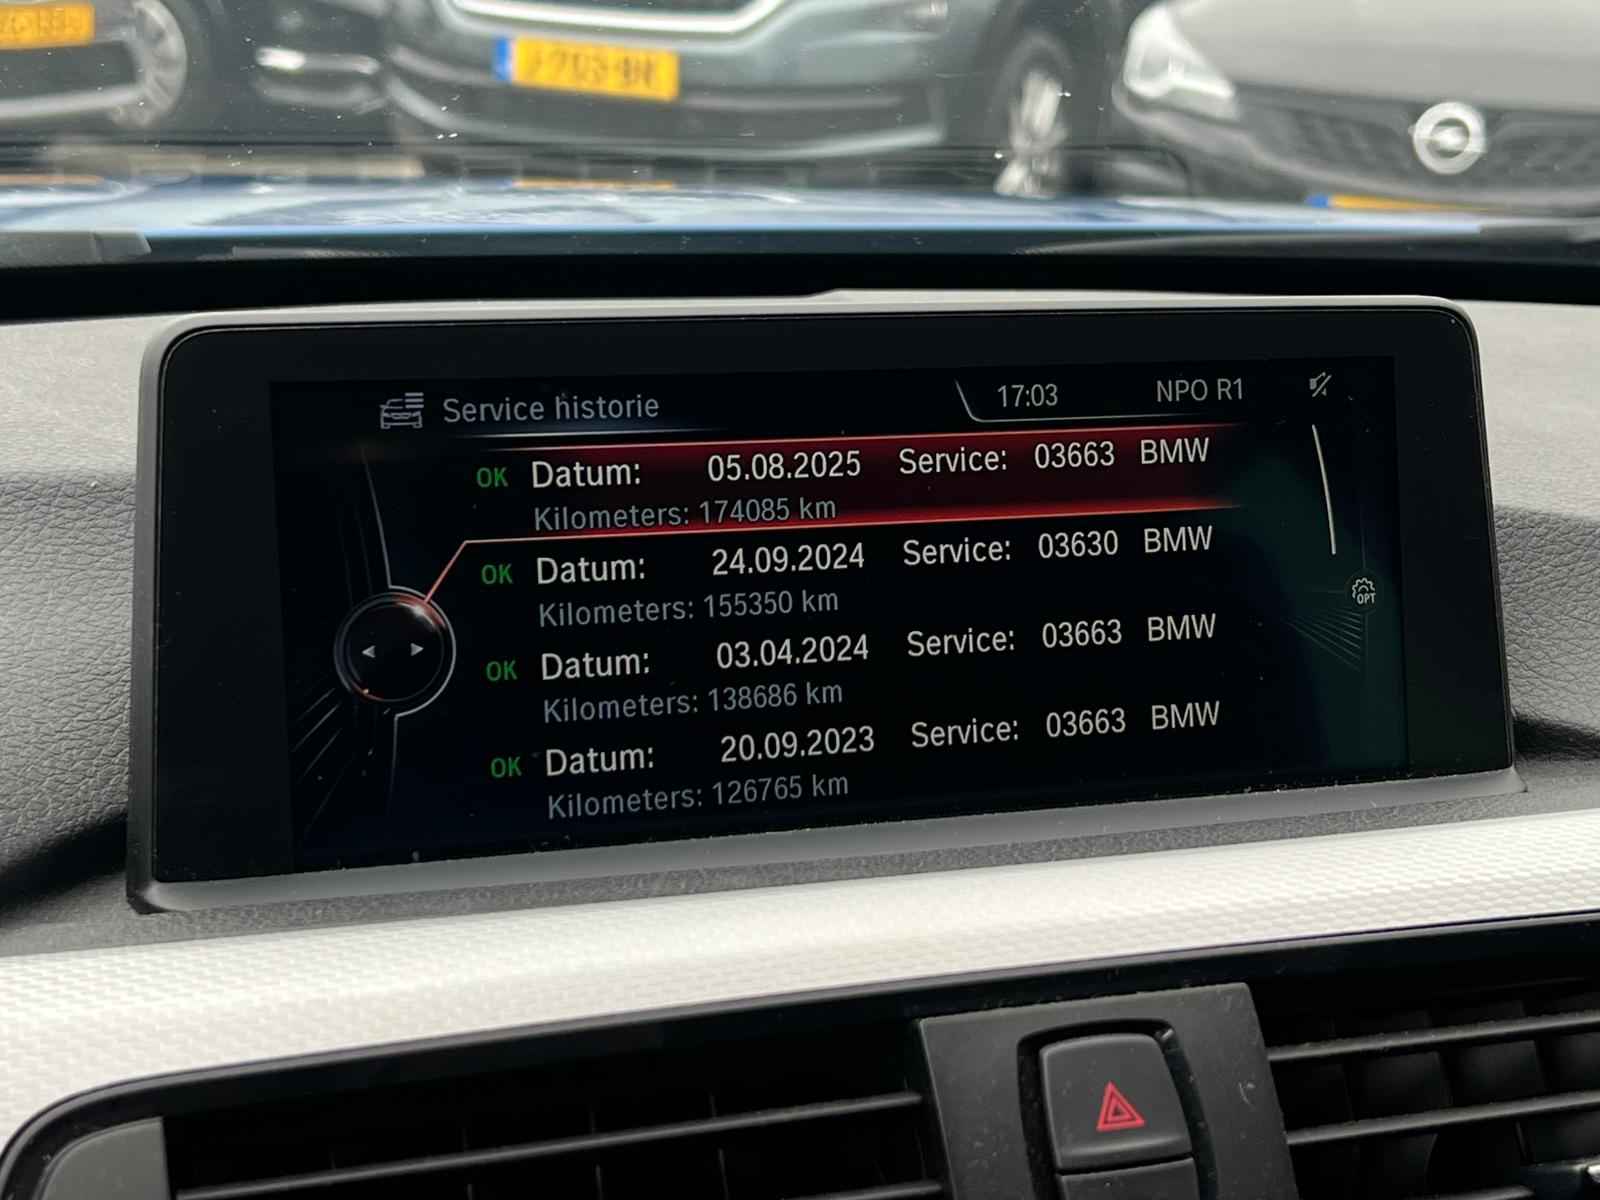 Service historie 17:03 NPO R1
OK Datum: 05.08.2025 Service: 03663 BMW
Kilometers: 174085 km
OK Datum: 24.09.2024 Service: 03630 BMW
Kilometers: 155350 km
OPT
OK Datum: 03.04.2024 Service: 03663 BMW
Kilometers: 138686 km
OK Datum: 20.09.2023 Service: 03663 BMW
Kilometers: 126765 km